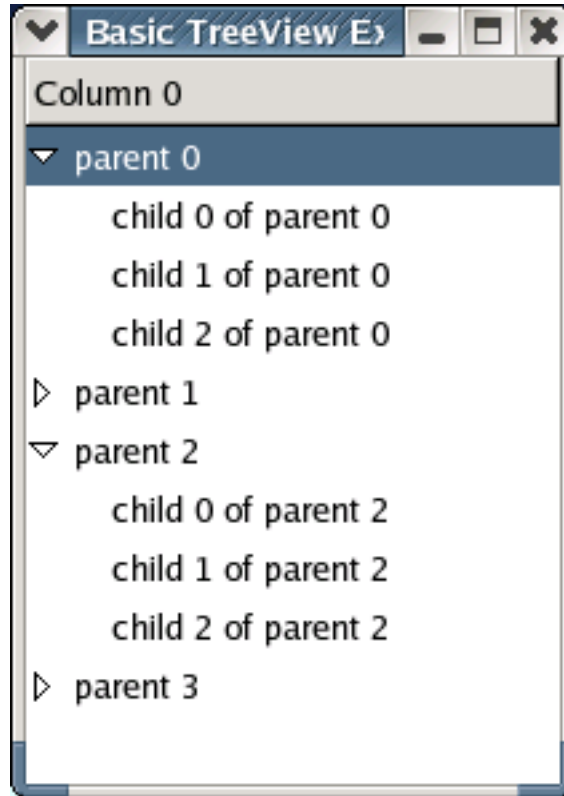 Basic TreeView Ex
Column 0
parent 0
child 0 of parent 0
child 1 of parent 0
child 2 of parent 0
parent 1
parent 2
child 0 of parent 2
child 1 of parent 2
child 2 of parent 2
parent 3